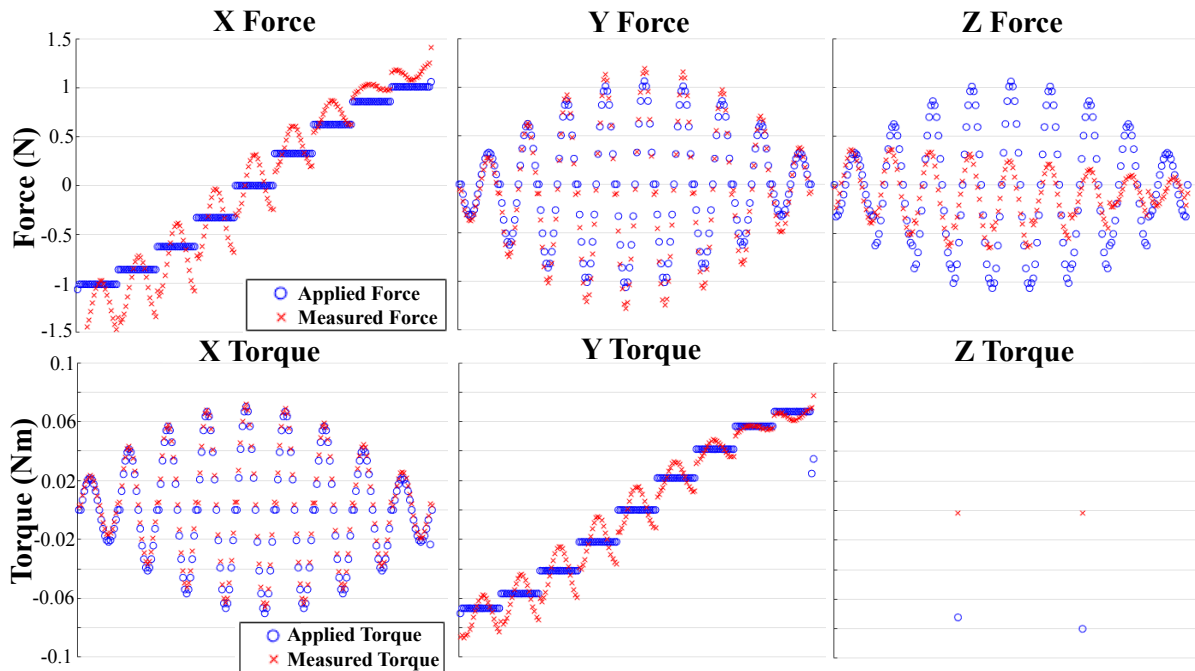 X Force
Y Force
Z Force
Force (N)
1.5
1
0.5
0
-0.5
-1
-1.5
Applied Force
Measured Force
X Torque
Y Torque
Z Torque
Torque (Nm)
0.1
0.06
0.02
-0.02
-0.06
-0.1
Applied Torque
Measured Torque